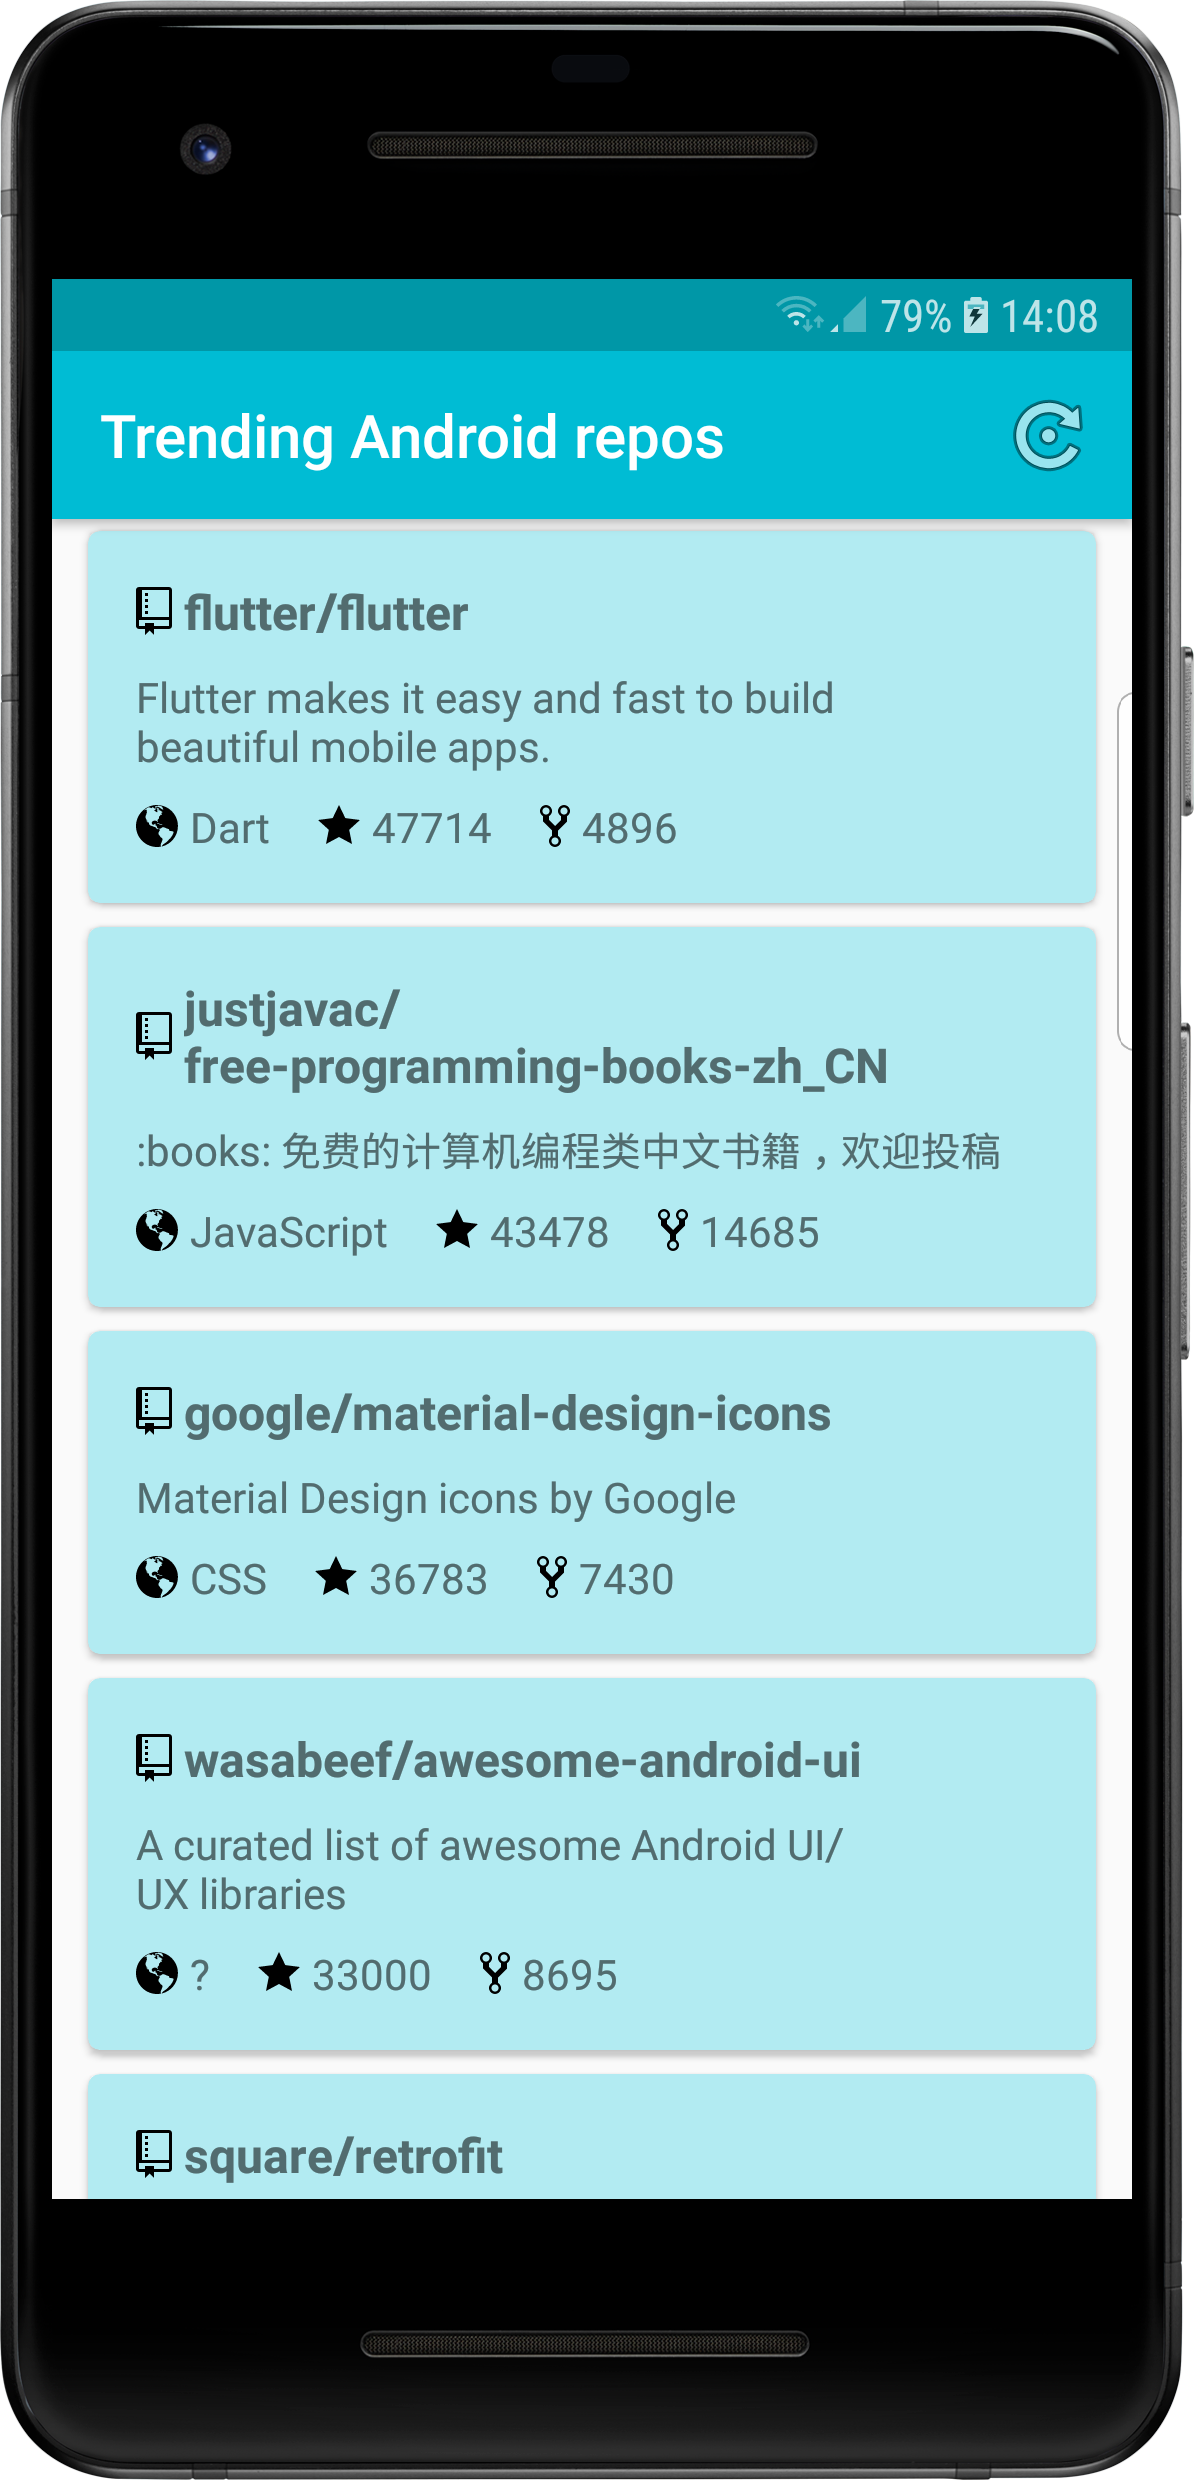 79% 14:08
Trending Android repos
flutter/flutter
Flutter makes it easy and fast to build
beautiful mobile apps.
Dart 47714 4896
justjavac/
free-programming-books-zh_CN
:books: 免费的计算机编程类中文书籍，欢迎投稿
JavaScript 43478 14685
google/material-design-icons
Material Design icons by Google
CSS 36783 7430
wasabeef/awesome-android-ui
A curated list of awesome Android UI/
UX libraries
? 33000 8695
square/retrofit